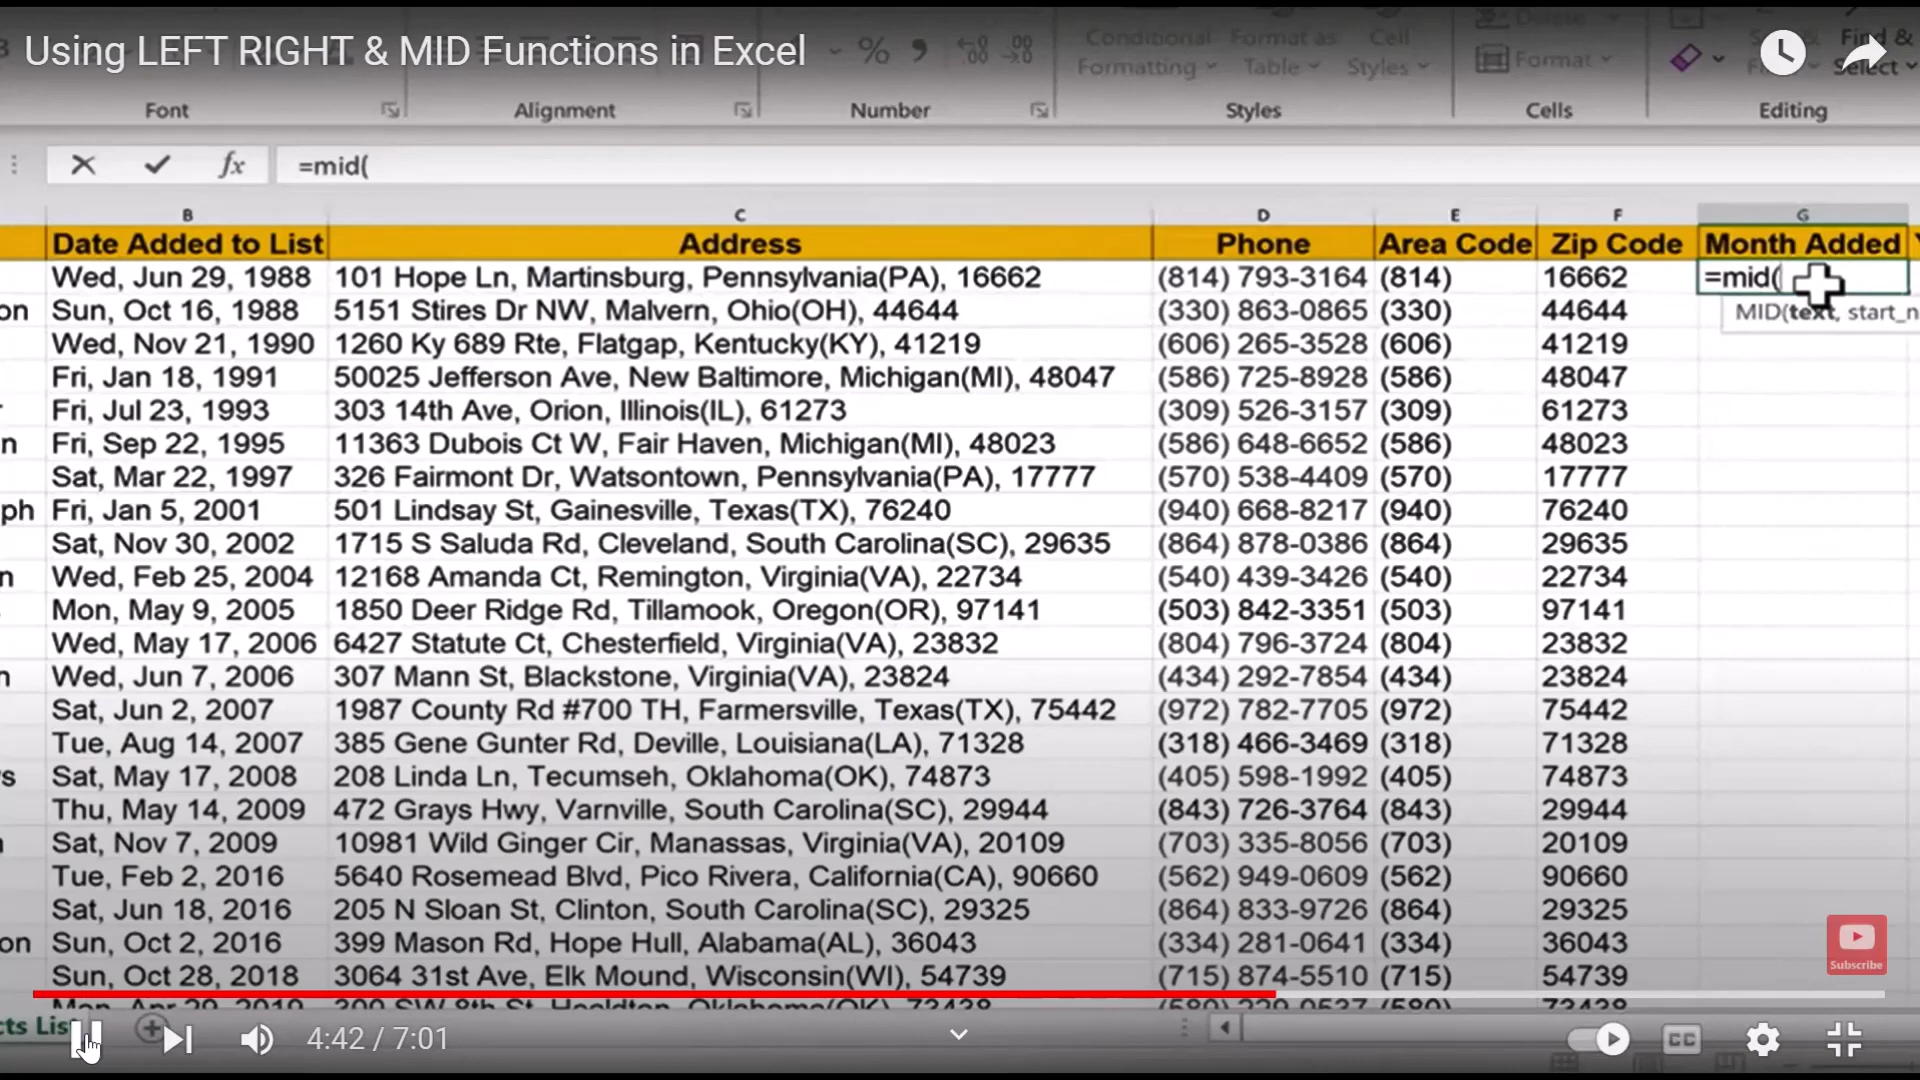 Using LEFT RIGHT & MID Functions in Excel
Conditional Formatting Format as Table Cell Styles
Delete
Format
Find & Select
Font Alignment Number Styles Cells Editing
fx =mid(
B C D E F G
Date Added to List Address Phone Area Code Zip Code Month Added
Wed, Jun 29, 1988 101 Hope Ln, Martinsburg, Pennsylvania(PA), 16662 (814) 793-3164 (814) 16662 =mid(
on Sun, Oct 16, 1988 5151 Stires Dr NW, Malvern, Ohio(OH), 44644 (330) 863-0865 (330) 44644 MID(text, start_n
Wed, Nov 21, 1990 1260 Ky 689 Rte, Flatgap, Kentucky(KY), 41219 (606) 265-3528 (606) 41219
Fri, Jan 18, 1991 50025 Jefferson Ave, New Baltimore, Michigan(MI), 48047 (586) 725-8928 (586) 48047
Fri, Jul 23, 1993 303 14th Ave, Orion, Illinois(IL), 61273 (309) 526-3157 (309) 61273
n Fri, Sep 22, 1995 11363 Dubois Ct W, Fair Haven, Michigan(MI), 48023 (586) 648-6652 (586) 48023
Sat, Mar 22, 1997 326 Fairmont Dr, Watsontown, Pennsylvania(PA), 17777 (570) 538-4409 (570) 17777
ph Fri, Jan 5, 2001 501 Lindsay St, Gainesville, Texas(TX), 76240 (940) 668-8217 (940) 76240
Sat, Nov 30, 2002 1715 S Saluda Rd, Cleveland, South Carolina(SC), 29635 (864) 878-0386 (864) 29635
n Wed, Feb 25, 2004 12168 Amanda Ct, Remington, Virginia(VA), 22734 (540) 439-3426 (540) 22734
Mon, May 9, 2005 1850 Deer Ridge Rd, Tillamook, Oregon(OR), 97141 (503) 842-3351 (503) 97141
Wed, May 17, 2006 6427 Statute Ct, Chesterfield, Virginia(VA), 23832 (804) 796-3724 (804) 23832
n Wed, Jun 7, 2006 307 Mann St, Blackstone, Virginia(VA), 23824 (434) 292-7854 (434) 23824
Sat, Jun 2, 2007 1987 County Rd #700 TH, Farmersville, Texas(TX), 75442 (972) 782-7705 (972) 75442
Tue, Aug 14, 2007 385 Gene Gunter Rd, Deville, Louisiana(LA), 71328 (318) 466-3469 (318) 71328
s Sat, May 17, 2008 208 Linda Ln, Tecumseh, Oklahoma(OK), 74873 (405) 598-1992 (405) 74873
Thu, May 14, 2009 472 Grays Hwy, Varnville, South Carolina(SC), 29944 (843) 726-3764 (843) 29944
Sat, Nov 7, 2009 10981 Wild Ginger Cir, Manassas, Virginia(VA), 20109 (703) 335-8056 (703) 20109
Tue, Feb 2, 2016 5640 Rosemead Blvd, Pico Rivera, California(CA), 90660 (562) 949-0609 (562) 90660
Sat, Jun 18, 2016 205 N Sloan St, Clinton, South Carolina(SC), 29325 (864) 833-9726 (864) 29325
on Sun, Oct 2, 2016 399 Mason Rd, Hope Hull, Alabama(AL), 36043 (334) 281-0641 (334) 36043
Sun, Oct 28, 2018 3064 31st Ave, Elk Mound, Wisconsin(WI), 54739 (715) 874-5510 (715) 54739
Subscribe
cts Lis
4:42 / 7:01
CC